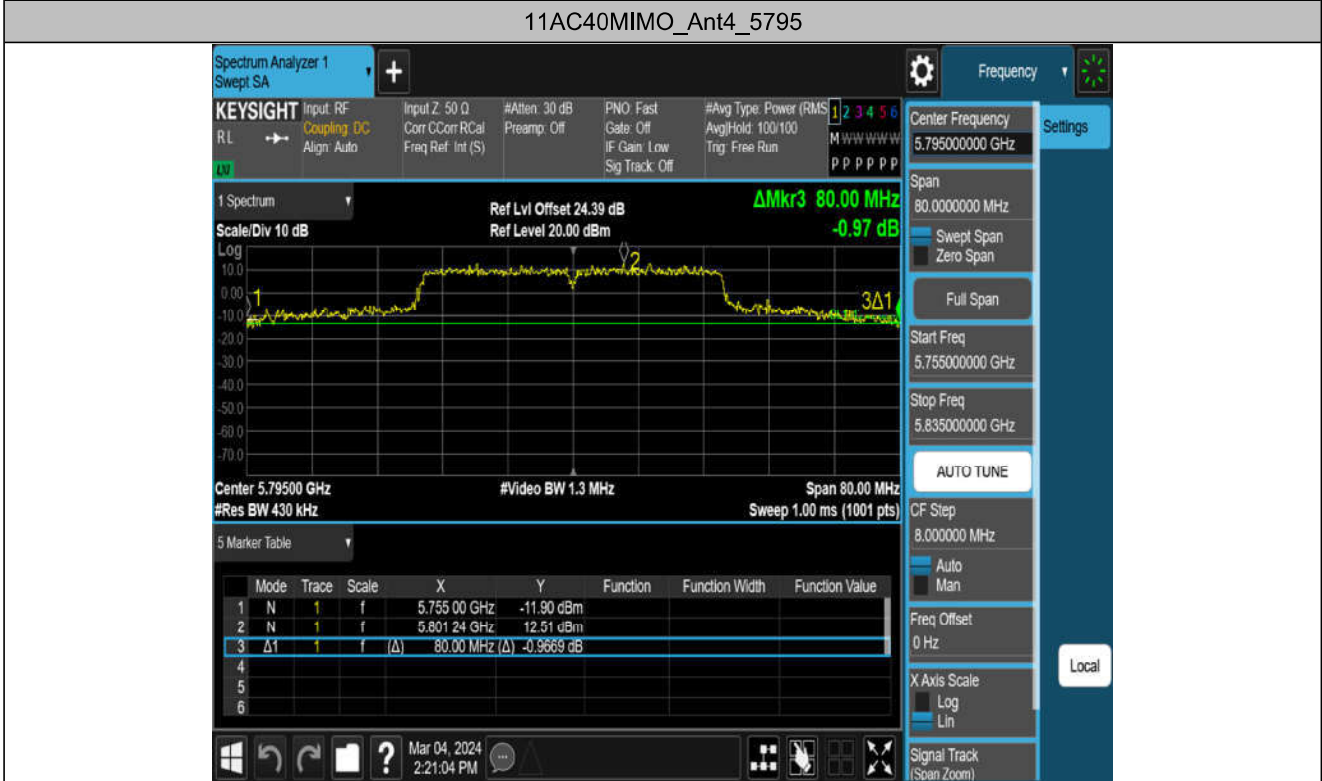 11AC40MIMO_Ant4_5795
Spectrum Analyzer 1
Swept SA
+
Frequency
KEYSIGHT
RL
Input: RF
Coupling: DC
Align: Auto
Input Z: 50 Ω
Corr CCorr RCal
Freq Ref: Int (S)
#Atten: 30 dB
Preamp: Off
PNO: Fast
Gate: Off
IF Gain: Low
Sig Track: Off
#Avg Type: Power (RMS
Avg|Hold: 100/100
Trig: Free Run
1 2 3 4 5 6
M W W W W W
P P P P P P
1 Spectrum
Scale/Div 10 dB
Ref Lvl Offset 24.39 dB
Ref Level 20.00 dBm
ΔMkr3 80.00 MHz
-0.97 dB
Log
10.0
0.00
-10.0
-20.0
-30.0
-40.0
-50.0
-60.0
-70.0
1
2
3Δ1
Center 5.79500 GHz
#Video BW 1.3 MHz
Span 80.00 MHz
#Res BW 430 kHz
Sweep 1.00 ms (1001 pts)
5 Marker Table
Mode Trace Scale X Y Function Function Width Function Value
1 N 1 f 5.755 00 GHz -11.90 dBm
2 N 1 f 5.801 24 GHz 12.51 dBm
3 Δ1 1 f (Δ) 80.00 MHz (Δ) -0.9669 dB
4
5
6
Center Frequency
5.795000000 GHz
Settings
Span
80.0000000 MHz
Swept Span
Zero Span
Full Span
Start Freq
5.755000000 GHz
Stop Freq
5.835000000 GHz
AUTO TUNE
CF Step
8.000000 MHz
Auto
Man
Freq Offset
0 Hz
X Axis Scale
Log
Lin
Local
Signal Track
(Span Zoom)
?
Mar 04, 2024
2:21:04 PM